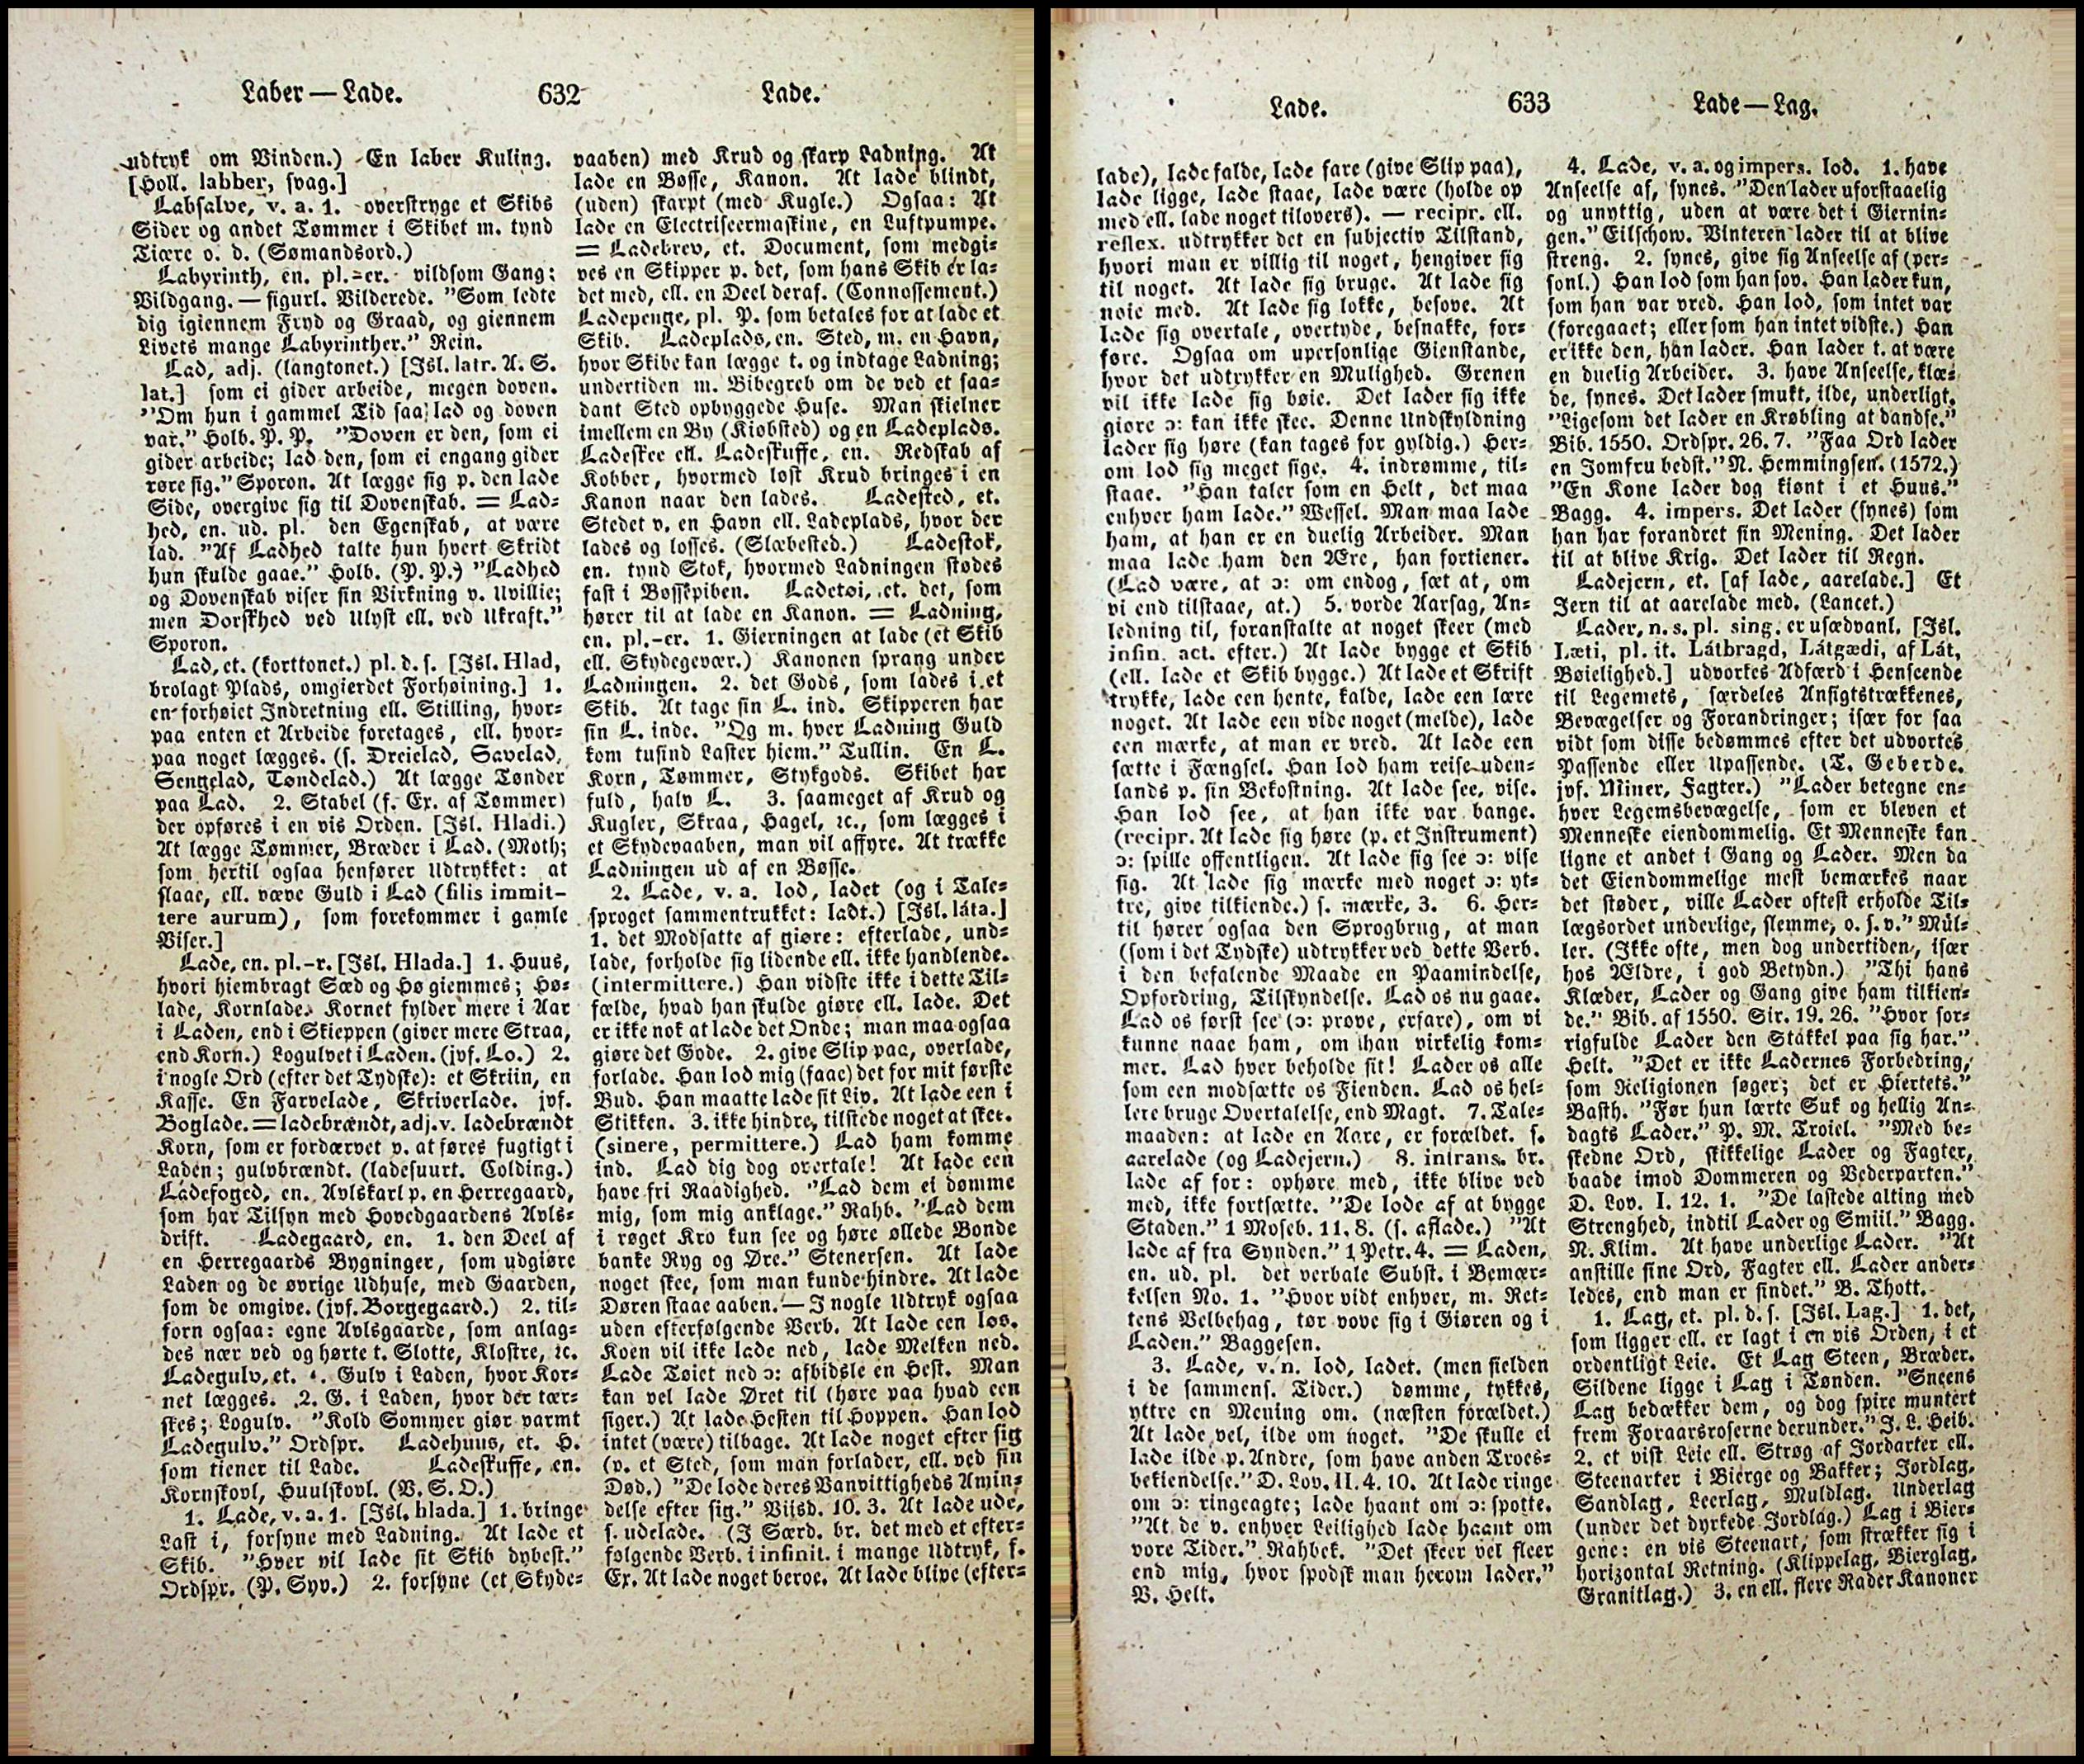 Laber—Lade.
632
Lade.
udtryk om Vinden.) En laber Kuling.
[Holl. labber, svag.]
Labsalve, v. a. 1. overstryge et Skibs
Sider og andet Tømmer i Skibet m. tynd
Tiære o. d. (Sømandsord.)
Labyrinth, en. pl.-er. vildsom Gang;
Vildgang. — figurl. Vilderede. "Som ledte
dig igiennem Fryd og Graad, og giennem
Livets mange Labyrinther." Rein.
Lad, adj. (langtonet.) [Isl. latr. A. S.
lat.] som ei gider arbeide, megen doven.
"Om hun i gammel Tid saa lad og doven
var." Holb. P. P. "Doven er den, som ei
gider arbeide; lad den, som ei engang gider
røre sig." Sporon. At lægge sig p. den lade
Side, overgive sig til Dovenskab. = Lad-
hed, en. ud. pl. den Egenskab, at være
lad. "Af Ladhed talte hun hvert Skridt
hun skulde gaae." Holb. (P. P.) "Ladhed
og Dovenskab viser sin Virkning v. Uvillie;
men Dorskhed ved Ulyst ell. ved Ukraft."
Sporon.
Lad, et. (korttonet.) pl. d. s. [Isl. Hlad,
brolagt Plads, omgierdet Forhøining.] 1.
en forhøiet Indretning ell. Stilling, hvor-
paa enten et Arbeide foretages, ell. hvor-
paa noget lægges. (s. Dreielad, Savelad,
Sengelad, Tøndelad.) At lægge Tønder
paa Lad. 2. Stabel (f. Ex. af Tømmer)
der opføres i en vis Orden. [Isl. Hladi.)
At lægge Tømmer, Bræder i Lad. (Moth;
som hertil ogsaa henfører Udtrykket: at
slaae, ell. væve Guld i Lad (filis immit-
tere aurum), som forekommer i gamle
Viser.]
Lade, en. pl.-r. [Isl. Hlada.] 1. Huus,
hvori hiembragt Sæd og Hø giemmes; Hø-
lade, Kornlade. Kornet fylder mere i Aar
i Laden, end i Skieppen (giver mere Straa,
end Korn.) Logulvet i Laden. (jvf. Lo.) 2.
i nogle Ord (efter det Tydske): et Skriin, en
Kasse. En Farvelade, Skriverlade. jvf.
Boglade. = ladebrændt, adj. v. ladebrændt
Korn, som er fordærvet v. at føres fugtigt i
Laden; gulvbrændt. (ladesuurt. Colding.)
Ladefoged, en. Avlskarl p. en Herregaard,
som har Tilsyn med Hovedgaardens Avls-
drift. Ladegaard, en. 1. den Deel af
en Herregaards Bygninger, som udgiøre
Laden og de øvrige Udhuse, med Gaarden,
som de omgive. (jvf. Borgegaard.) 2. til-
forn ogsaa: egne Avlsgaarde, som anlag-
des nær ved og hørte t. Slotte, Klostre, ꝛc.
Ladegulv, et. Gulv i Laden, hvor Kor-
net lægges. 2. G. i Laden, hvor der tær-
skes; Logulv. "Kold Sommer giør varmt
Ladegulv." Ordspr. Ladehuus, et. H.
som tiener til Lade. Ladeskuffe, en.
Kornskovl, Huulskovl. (V. S. O.)
1. Lade, v. a. 1. [Isl. hlada.] 1. bringe
Last i, forsyne med Ladning. At lade et
Skib. "Hver vil lade sit Skib dybest."
Ordspr. (P. Syv.) 2. forsyne (et Skyde-
vaaben) med Krud og skarp Ladning. At
lade en Bøsse, Kanon. At lade blindt,
(uden) skarpt (med Kugle.) Ogsaa: At
lade en Electriseermaskine, en Luftpumpe.
= Ladebrev, et. Document, som medgi-
ves en Skipper p. det, som hans Skib er la-
det med, ell. en Deel deraf. (Connossement.)
Ladepenge, pl. P. som betales for at lade et
Skib. Ladeplads, en. Sted, m. en Havn,
hvor Skibe kan lægge t. og indtage Ladning;
undertiden m. Bibegreb om de ved et saa-
dant Sted opbyggede Huse. Man skielner
imellem en By (Kiøbsted) og en Ladeplads.
Ladeskee ell. Ladeskuffe, en. Redskab af
Kobber, hvormed løst Krud bringes i en
Kanon naar den lades. Ladested, et.
Stedet v. en Havn ell. Ladeplads, hvor der
lades og losses. (Slæbested.) Ladestok,
en. tynd Stok, hvormed Ladningen stødes
fast i Bøsspiben. Ladetøi, et. det, som
hører til at lade en Kanon. = Ladning,
en. pl.-er. 1. Gierningen at lade (et Skib
ell. Skydegevær.) Kanonen sprang under
Ladningen. 2. det Gods, som lades i et
Skib. At tage sin L. ind. Skipperen har
sin L. inde. "Og m. hver Ladning Guld
kom tusind Laster hiem." Tullin. En L.
Korn, Tømmer, Stykgods. Skibet har
fuld, halv L. 3. saameget af Krud og
Kugler, Skraa, Hagel, ꝛc., som lægges i
et Skydevaaben, man vil affyre. At trække
Ladningen ud af en Bøsse.
2. Lade, v. a. lod, ladet (og i Tale-
sproget sammentrukket: ladt.) [Isl. láta.]
1. det Modsatte af giøre: efterlade, und-
lade, forholde sig lidende ell. ikke handlende.
(intermittere.) Han vidste ikke i dette Til-
fælde, hvad han skulde giøre ell. lade. Det
er ikke nok at lade det Onde; man maa ogsaa
giøre det Gode. 2. give Slip paa, overlade,
forlade. Han lod mig (faae) det for mit første
Bud. Han maatte lade sit Liv. At lade een i
Stikken. 3. ikke hindre, tilstede noget at skee.
(sinere, permittere.) Lad ham komme
ind. Lad dig dog overtale! At lade een
have fri Raadighed. "Lad dem ei dømme
mig, som mig anklage." Rahb. "Lad dem
i røget Kro kun see og høre øllede Bonde
banke Ryg og Øre." Stenersen. At lade
noget skee, som man kunde hindre. At lade
Døren staae aaben. — I nogle Udtryk ogsaa
uden efterfølgende Verb. At lade een løs.
Koen vil ikke lade ned, lade Melken ned.
Lade Tøiet ned ɔ: afbidsle en Hest. Man
kan vel lade Øret til (høre paa hvad een
siger.) At lade Hesten til Hoppen. Han lod
intet (være) tilbage. At lade noget efter sig
(v. et Sted, som man forlader, ell. ved sin
Død.) "De lode deres Vanvittigheds Amin-
delse efter sig." Viisd. 10. 3. At lade ude,
s. udelade. (I Særd. br. det med et efter-
følgende Verb. i infinit. i mange Udtryk, f.
Ex. At lade noget beroe. At lade blive (efter-
Lade.
633
Lade—Lag.
lade), lade falde, lade fare (give Slip paa),
lade ligge, lade staae, lade være (holde op
med ell. lade noget tilovers). — recipr. ell.
reflex. udtrykker det en subjectiv Tilstand,
hvori man er villig til noget, hengiver sig
til noget. At lade sig bruge. At lade sig
nøie med. At lade sig lokke, besove. At
lade sig overtale, overtyde, besnakke, for-
føre. Ogsaa om upersonlige Gienstande,
hvor det udtrykker en Mulighed. Grenen
vil ikke lade sig bøie. Det lader sig ikke
giøre ɔ: kan ikke skee. Denne Undskyldning
lader sig høre (kan tages for gyldig.) Her-
om lod sig meget sige. 4. indrømme, til-
staae. "Han taler som en Helt, det maa
enhver ham lade." Wessel. Man maa lade
ham, at han er en duelig Arbeider. Man
maa lade ham den Ære, han fortiener.
(Lad være, at ɔ: om endog, sæt at, om
vi end tilstaae, at.) 5. vorde Aarsag, An-
ledning til, foranstalte at noget skeer (med
infin. act. efter.) At lade bygge et Skib
(ell. lade et Skib bygge.) At lade et Skrift
trykke, lade een hente, kalde, lade een lære
noget. At lade een vide noget (melde), lade
een mærke, at man er vred. At lade een
sætte i Fængsel. Han lod ham reise uden-
lands p. sin Bekostning. At lade see, vise.
Han lod see, at han ikke var bange.
(recipr. At lade sig høre (p. et Instrument)
ɔ: spille offentligen. At lade sig see ɔ: vise
sig. At lade sig mærke med noget ɔ: yt-
tre, give tilkiende.) s. mærke, 3. 6. Her-
til hører ogsaa den Sprogbrug, at man
(som i det Tydske) udtrykker ved dette Verb.
i den befalende Maade en Paamindelse,
Opfordring, Tilskyndelse. Lad os nu gaae.
Lad os først see (ɔ: prøve, erfare), om vi
kunne naae ham, om han virkelig kom-
mer. Lad hver beholde sit! Lader os alle
som een modsætte os Fienden. Lad os hel-
lere bruge Overtalelse, end Magt. 7. Tale-
maaden: at lade en Aare, er forældet. s.
aarelade (og Ladejern.) 8. intrans. br.
lade af for: ophøre med, ikke blive ved
med, ikke fortsætte. "De lode af at bygge
Staden." 1 Moseb. 11. 8. (s. aflade.) "At
lade af fra Synden." 1 Petr. 4. = Laden,
en. ud. pl. det verbale Subst. i Bemær-
kelsen No. 1. "Hvor vidt enhver, m. Ret-
tens Velbehag, tør vove sig i Giøren og i
Laden." Baggesen.
3. Lade, v. n. lod, ladet. (men sielden
i de sammens. Tider.) dømme, tykkes,
yttre en Mening om. (næsten forældet.)
At lade vel, ilde om noget. "De skulle ei
lade ilde p. Andre, som have anden Troes-
bekiendelse." D. Lov. II. 4. 10. At lade ringe
om ɔ: ringeagte; lade haant om ɔ: spotte.
"At de v. enhver Leilighed lade haant om
vore Tider." Rahbek. "Det skeer vel fleer
end mig, hvor spodsk man herom lader."
V. Helt.
4. Lade, v. a. og impers. lod. 1. have
Anseelse af, synes. "Den lader uforstaaelig
og unyttig, uden at være det i Giernin-
gen." Eilschow. Vinteren lader til at blive
streng. 2. synes, give sig Anseelse af (per-
sonl.) Han lod som han sov. Han lader kun,
som han var vred. Han lod, som intet var
(foregaaet; eller som han intet vidste.) Han
er ikke den, han lader. Han lader t. at være
en duelig Arbeider. 3. have Anseelse, klæ-
de, synes. Det lader smukt, ilde, underligt.
"Ligesom det lader en Krøbling at dandse."
Bib. 1550. Ordspr. 26. 7. "Faa Ord lader
en Jomfru bedst." N. Hemmingsen. (1572.)
"En Kone lader dog kiønt i et Huus."
Bagg. 4. impers. Det lader (synes) som
han har forandret sin Mening. Det lader
til at blive Krig. Det lader til Regn.
Ladejern, et. [af lade, aarelade.] Et
Jern til at aarelade med. (Lancet.)
Lader, n. s. pl. sing. er usædvanl. [Isl.
Læti, pl. it. Látbragd, Látgædi, af Lát,
Bøielighed.] udvortes Adfærd i Henseende
til Legemets, særdeles Ansigtstrækkenes,
Bevægelser og Forandringer; især for saa
vidt som disse bedømmes efter det udvortes
Passende eller Upassende. (T. Geberde.
jvf. Miner, Fagter.) "Lader betegne en-
hver Legemsbevægelse, som er bleven et
Menneske eiendommelig. Et Menneske kan
ligne et andet i Gang og Lader. Men da
det Eiendommelige mest bemærkes naar
det støder, ville Lader oftest erholde Til-
lægsordet underlige, slemme, o. s. v." Mül-
ler. (Ikke ofte, men dog undertiden, især
hos Ældre, i god Betydn.) "Thi hans
Klæder, Lader og Gang give ham tilkien-
de." Bib. af 1550. Sir. 19. 26. "Hvor sor-
rigfulde Lader den Stakkel paa sig har."
Helt. "Det er ikke Ladernes Forbedring,
som Religionen søger; det er Hiertets."
Basth. "Før hun lærte Suk og hellig An-
dagts Lader." P. M. Troiel. "Med be-
skedne Ord, skikkelige Lader og Fagter,
baade imod Dommeren og Vederparten."
D. Lov. I. 12. 1. "De lastede alting med
Strenghed, indtil Lader og Smiil." Bagg.
N. Klim. At have underlige Lader. "At
anstille sine Ord, Fagter ell. Lader ander-
ledes, end man er sindet." B. Thott.
1. Lag, et. pl. d. s. [Isl. Lag.] 1. det,
som ligger ell. er lagt i en vis Orden, i et
ordentligt Leie. Et Lag Steen, Bræder.
Sildene ligge i Lag i Tønden. "Sneens
Lag bedækker dem, og dog spire muntert
frem Foraarsroserne derunder." J. L. Heib.
2. et vist Leie ell. Strøg af Jordarter ell.
Steenarter i Bierge og Bakker; Jordlag,
Sandlag, Leerlag, Muldlag. Underlag
(under det dyrkede Jordlag.) Lag i Bier-
gene: en vis Steenart, som strækker sig i
horizontal Retning. (Klippelag, Bierglag,
Granitlag.) 3. en ell. flere Rader Kanoner